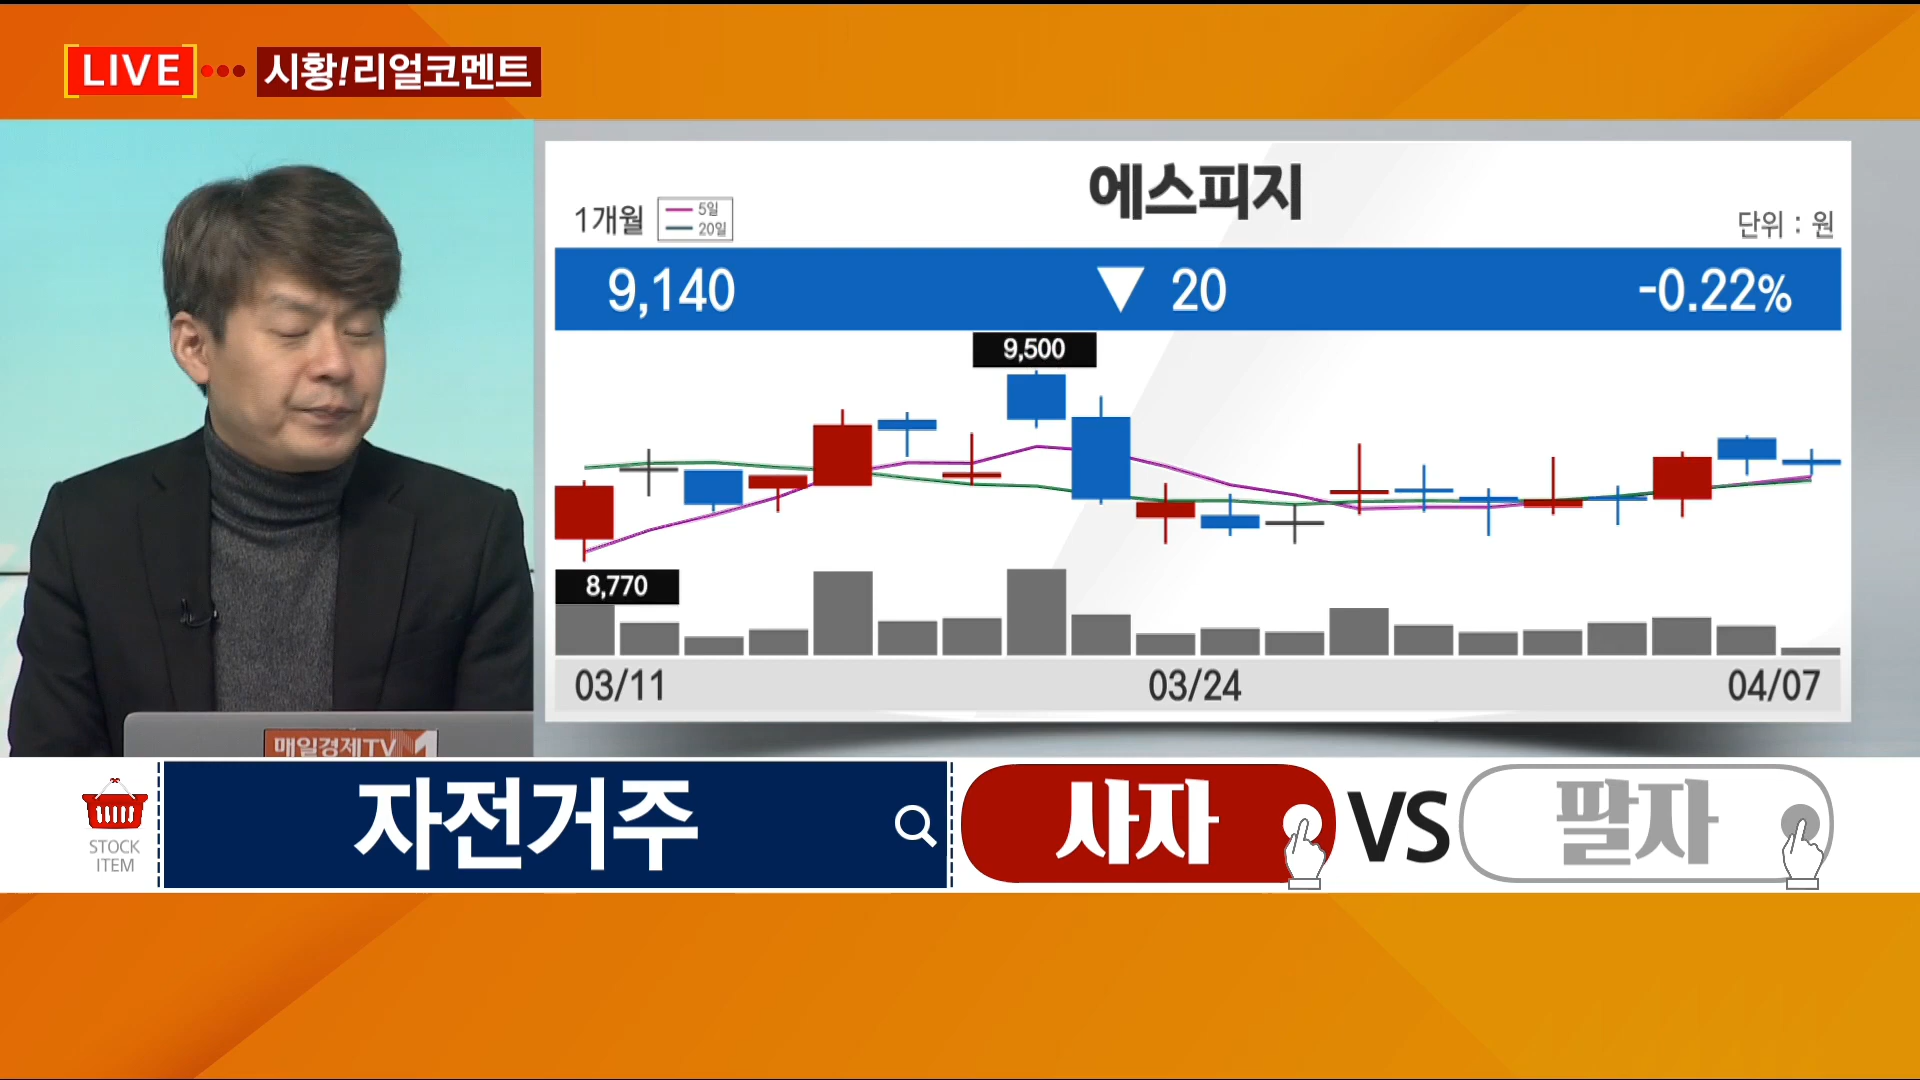 LIVE
시황!리얼코멘트
에스피지
1개월
5일
20일
단위 : 원
9,140
▼ 20
-0.22%
9,500
8,770
03/11
03/24
04/07
매일경제TV
STOCK
ITEM
자전거주
사자
VS
팔자